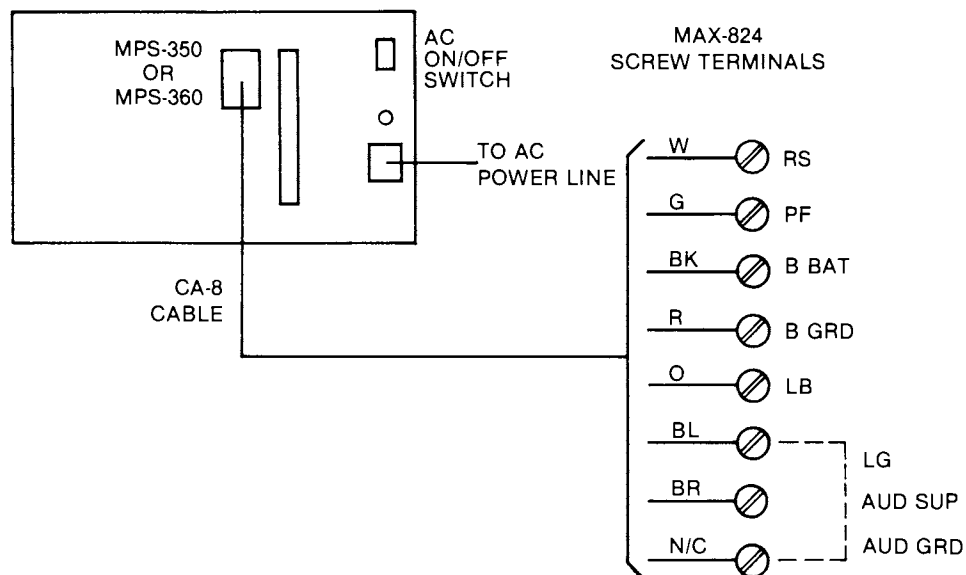 MPS-350
OR
MPS-360
AC
ON/OFF
SWITCH
TO AC
POWER LINE
CA-8
CABLE
MAX-824
SCREW TERMINALS
W RS
G PF
BK B BAT
R B GRD
O LB
BL LG
BR AUD SUP
N/C AUD GRD